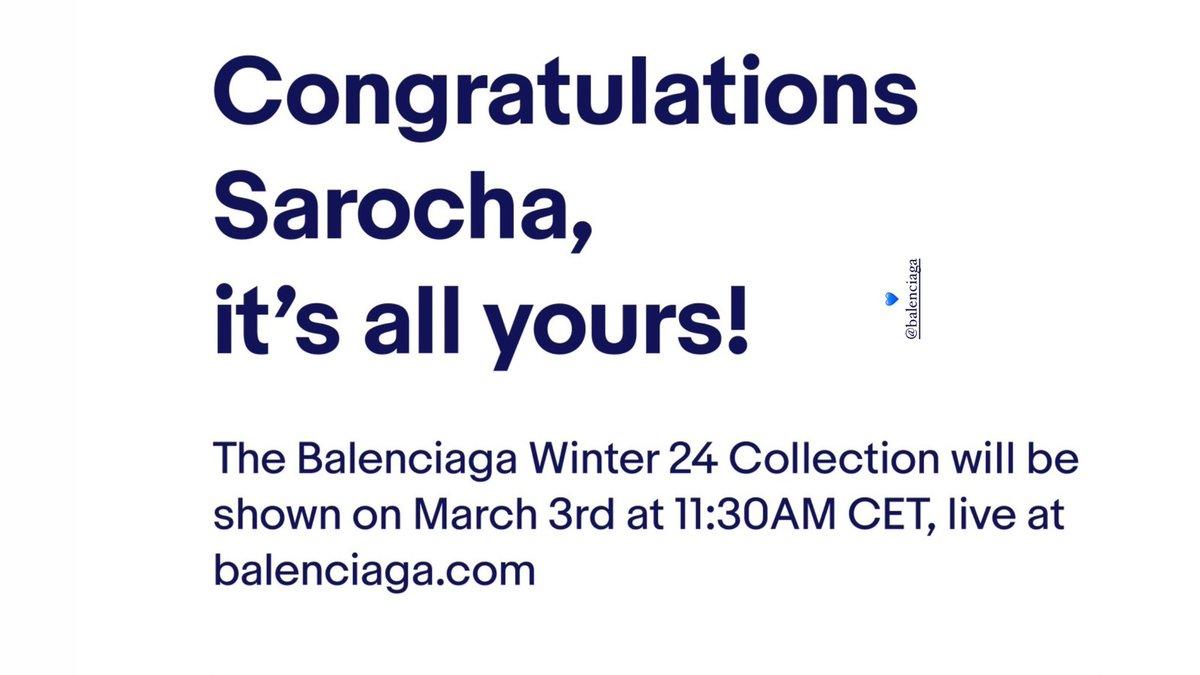 Congratulations
Sarocha,
it’s all yours!
💙
@balenciaga
The Balenciaga Winter 24 Collection will be
shown on March 3rd at 11:30AM CET, live at
balenciaga.com